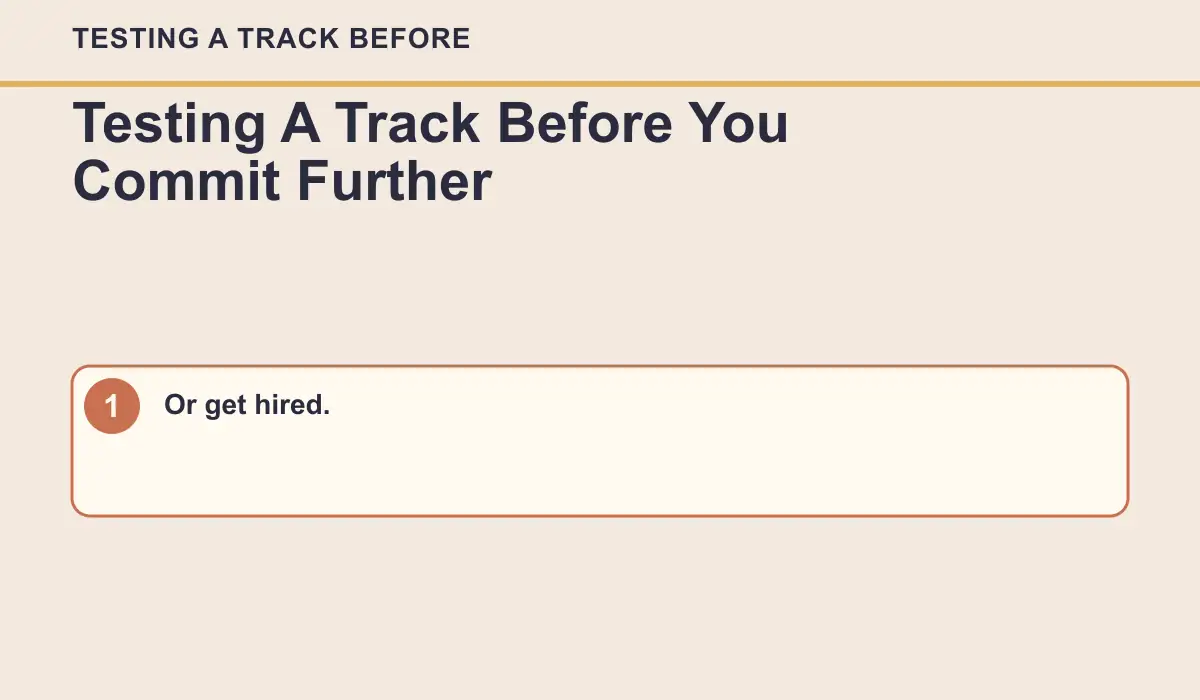 TESTING A TRACK BEFORE
Testing A Track Before You
Commit Further
1 Or get hired.